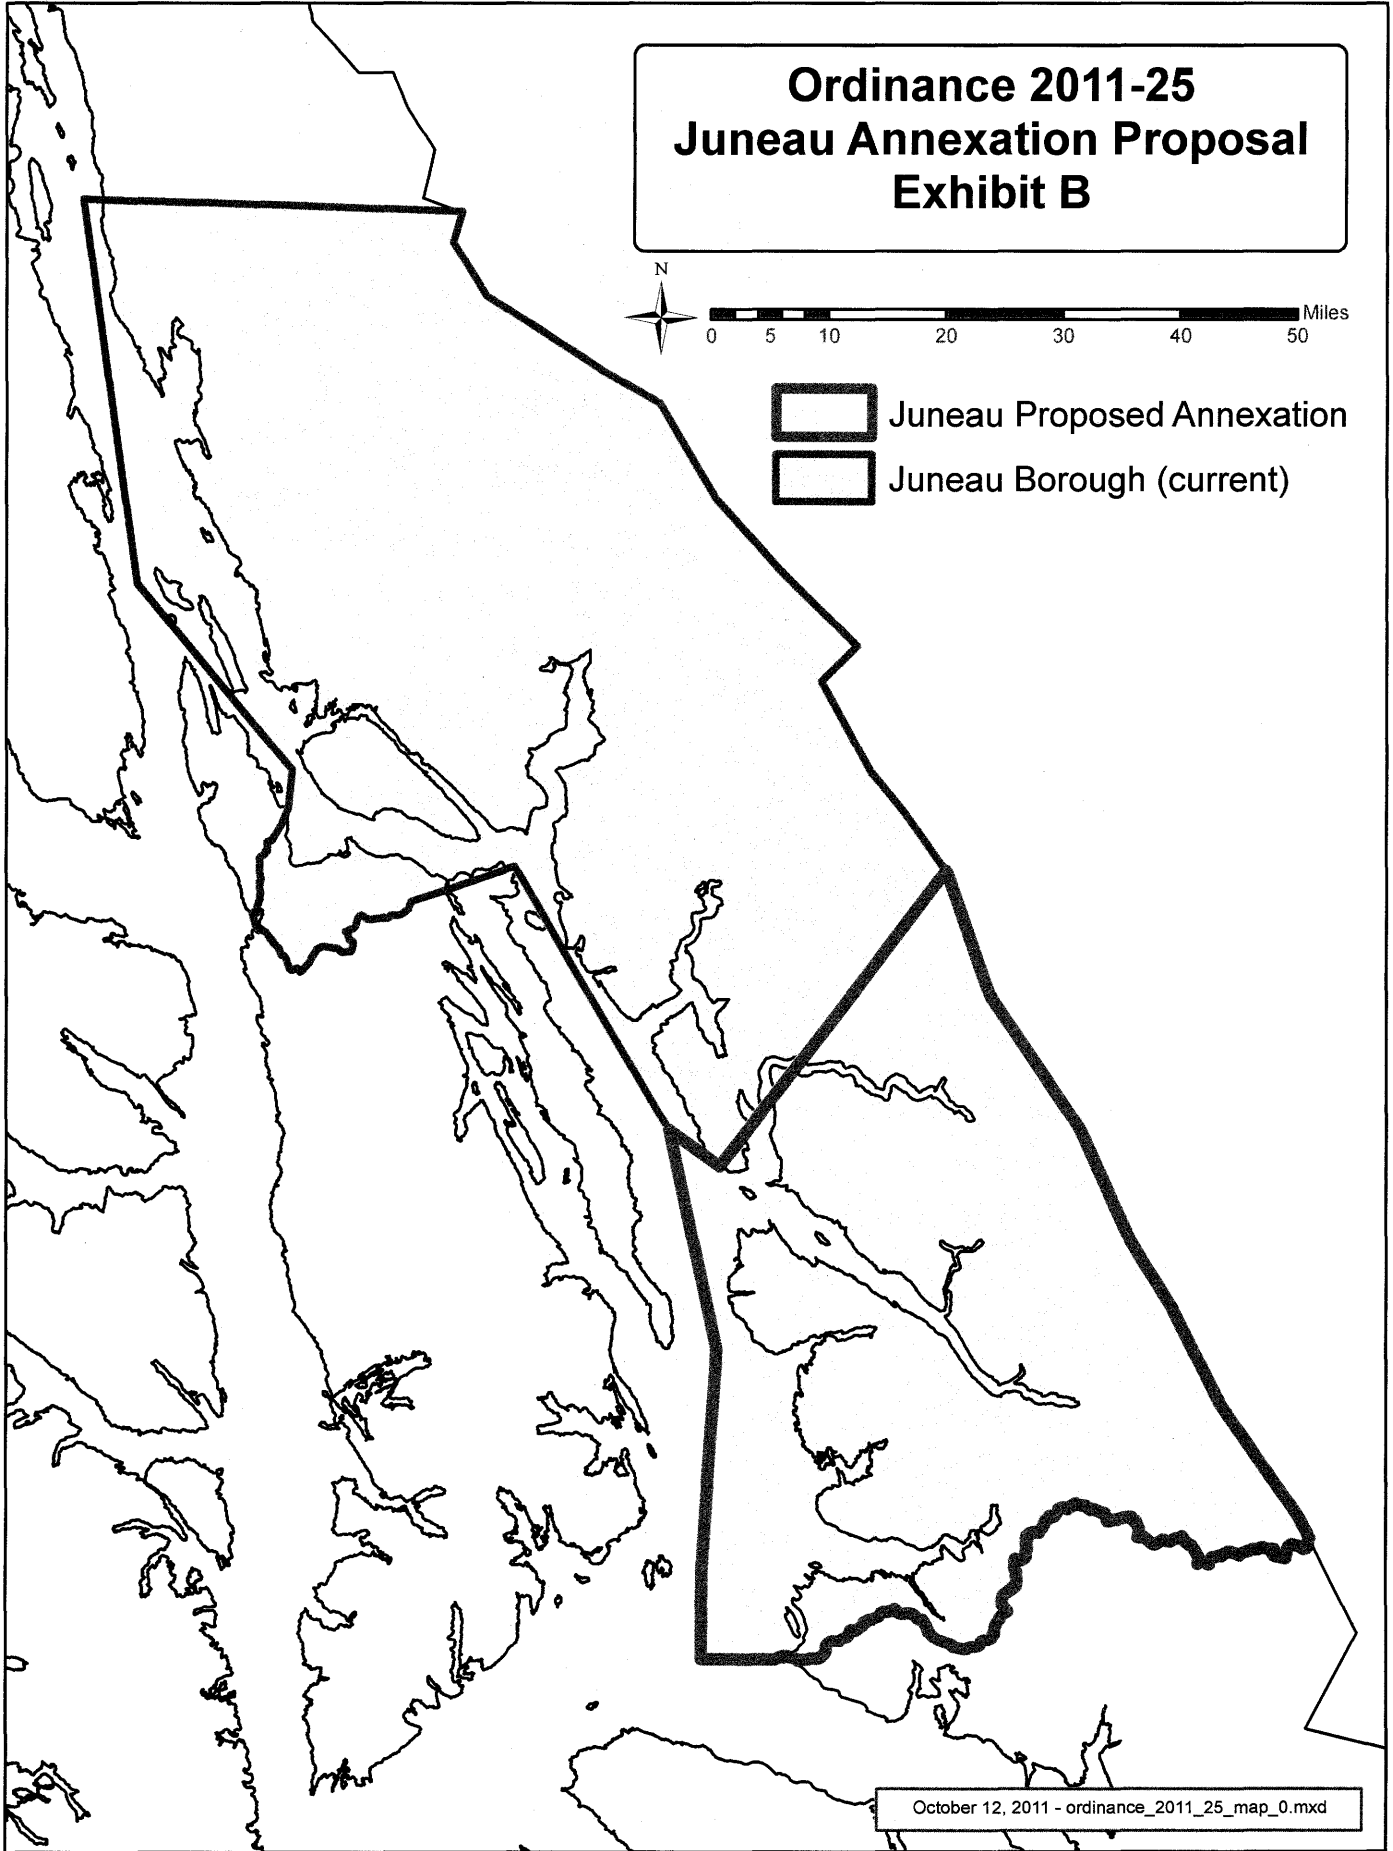 Ordinance 2011-25
Juneau Annexation Proposal
Exhibit B
N
Miles
0 5 10 20 30 40 50
Juneau Proposed Annexation
Juneau Borough (current)
October 12, 2011 - ordinance_2011_25_map_0.mxd